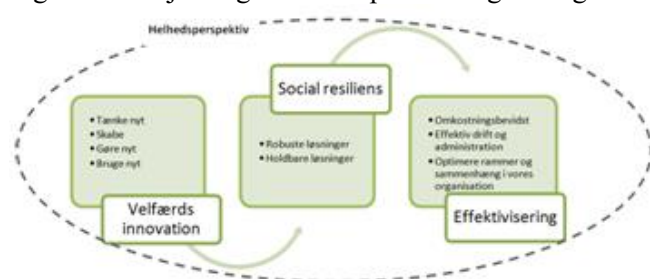 Helhedsperspektiv
• Tænke nyt
• Skabe
• Gøre nyt
• Bruge nyt
Velfærds
innovation
Social resiliens
• Robuste løsninger
• Holdbare løsninger
• Omkostningsbevidst
• Effektiv drift og
administration
• Optimere rammer og
sammenhæng i vores
organisation
Effektivisering